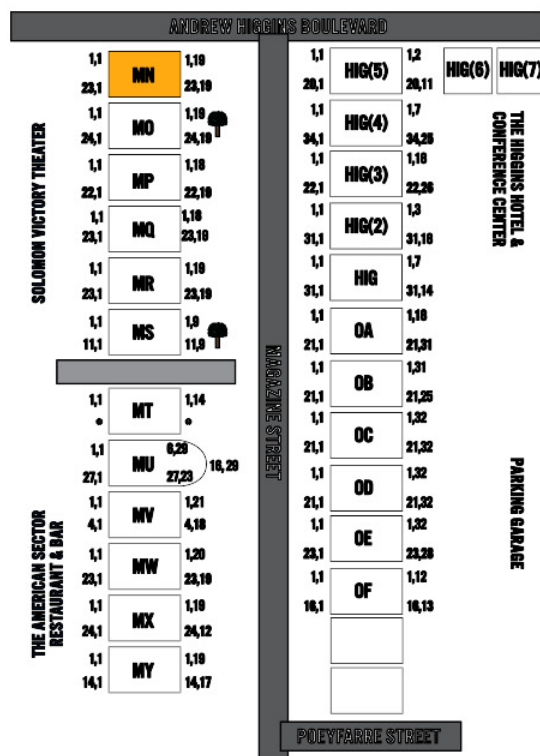 ANDREW HIGGINS BOULEVARD
1,1 MN 1,19
23,1 23,19
1,1 MO 1,19
24,1 24,19
1,1 MP 1,18
22,1 22,19
1,1 MQ 1,18
23,1 23,19
1,1 MR 1,19
23,1 23,19
1,1 MS 1,9
11,1 11,9
1,1 MT 1,14
1,1 MU 6,29
27,1 27,23 16,29
1,1 MV 1,21
4,1 4,18
1,1 MW 1,20
23,1 23,19
1,1 MX 1,19
24,1 24,12
1,1 MY 1,19
14,1 14,17
SOLOMON VICTORY THEATER
THE AMERICAN SECTOR
RESTAURANT & BAR
MAGAZINE STREET
1,1 HIG(5) 1,2 HIG(6) HIG(7)
20,1 20,11
1,1 HIG(4) 1,7
34,1 34,25
1,1 HIG(3) 1,16
22,1 22,26
1,1 HIG(2) 1,3
31,1 31,16
1,1 HIG 1,7
31,1 31,14
1,1 OA 1,18
21,1 21,31
1,1 OB 1,31
21,1 21,25
1,1 OC 1,32
21,1 21,32
1,1 OD 1,32
21,1 21,32
1,1 OE 1,32
23,1 23,28
1,1 OF 1,12
16,1 16,13
THE HIGGINS HOTEL &
CONFERENCE CENTER
PARKING GARAGE
POEYFARRE STREET